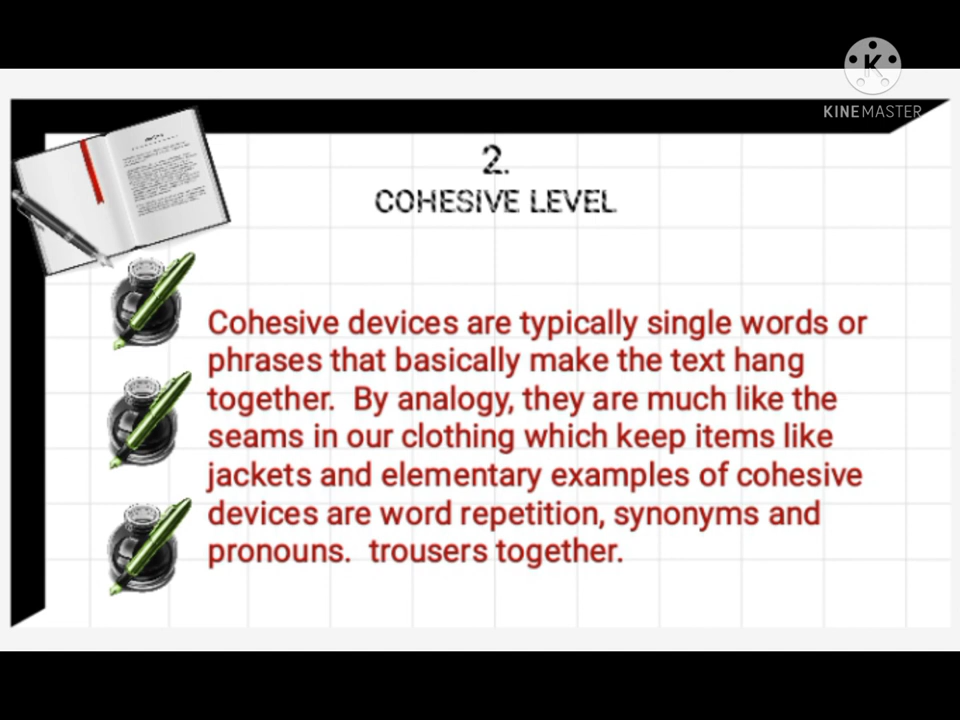 KINEMASTER
2.
COHESIVE LEVEL
Cohesive devices are typically single words or
phrases that basically make the text hang
together. By analogy, they are much like the
seams in our clothing which keep items like
jackets and elementary examples of cohesive
devices are word repetition, synonyms and
pronouns. trousers together.